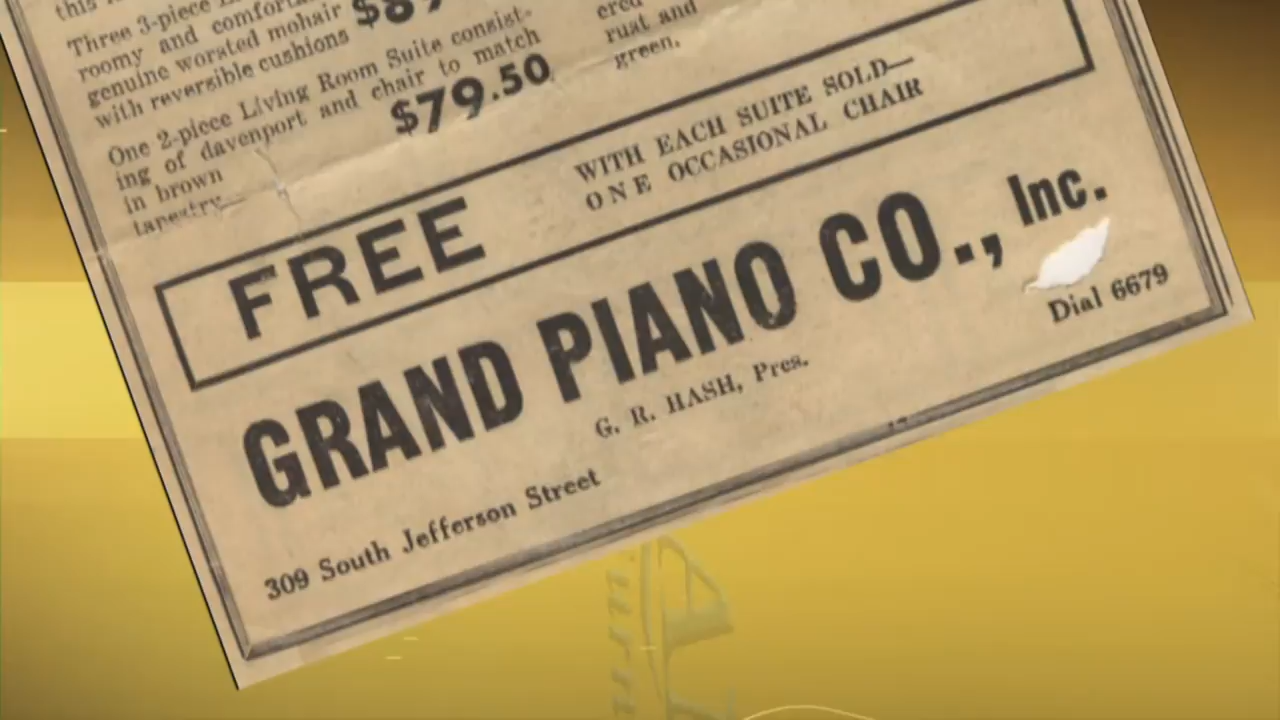 this
Three 3-piece
roomy and
genuine worsted mohair
with reversible cushions
One 2-piece Living Room Suite consist-
ing of davenport and chair to match
in brown
tapestry—
$79.50
ered
rust and
green.
FREE
WITH EACH SUITE SOLD—
ONE OCCASIONAL CHAIR
GRAND PIANO CO., Inc.
G. R. HASH, Pres.
309 South Jefferson Street
Dial 6679